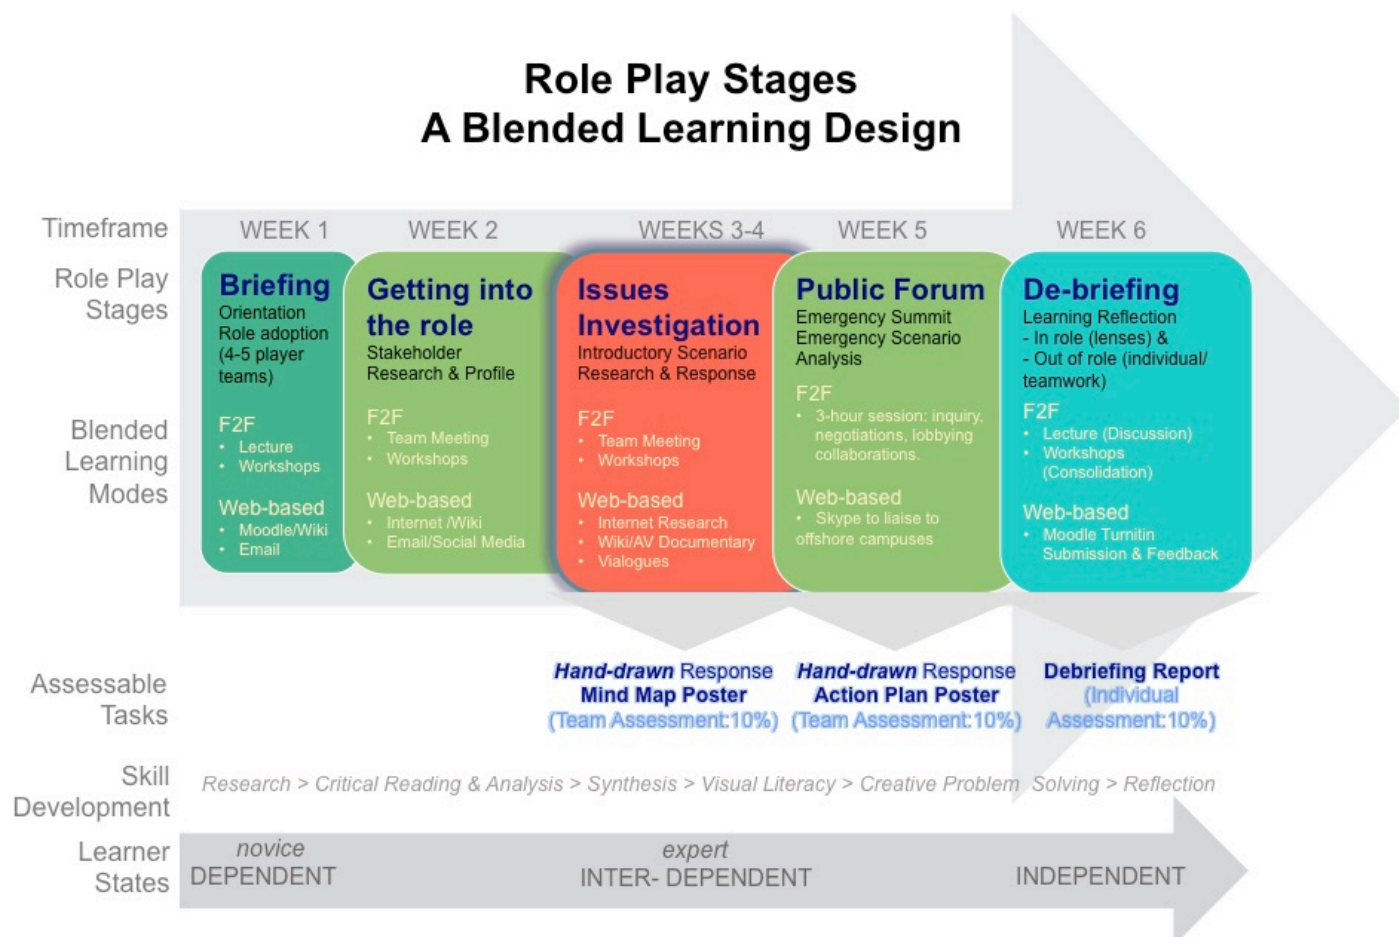 Role Play Stages
A Blended Learning Design
Timeframe
WEEK 1
WEEK 2
WEEKS 3-4
WEEK 5
WEEK 6
Role Play
Stages
Blended
Learning
Modes
Briefing
Orientation
Role adoption
(4-5 player
teams)
F2F
• Lecture
• Workshops
Web-based
• Moodle/Wiki
• Email
Getting into
the role
Stakeholder
Research & Profile
F2F
• Team Meeting
• Workshops
Web-based
• Internet /Wiki
• Email/Social Media
Issues
Investigation
Introductory Scenario
Research & Response
F2F
• Team Meeting
• Workshops
Web-based
• Internet Research
• Wiki/AV Documentary
• Vialogues
Public Forum
Emergency Summit
Emergency Scenario
Analysis
F2F
• 3-hour session: inquiry,
negotiations, lobbying
collaborations.
Web-based
• Skype to liaise to
offshore campuses
De-briefing
Learning Reflection
- In role (lenses) &
- Out of role (individual/
teamwork)
F2F
• Lecture (Discussion)
• Workshops
(Consolidation)
Web-based
• Moodle Turnitin
Submission & Feedback
Assessable
Tasks
Hand-drawn Response
Mind Map Poster
(Team Assessment:10%)
Hand-drawn Response
Action Plan Poster
(Team Assessment:10%)
Debriefing Report
(Individual
Assessment:10%)
Skill
Development
Research > Critical Reading & Analysis > Synthesis > Visual Literacy > Creative Problem Solving > Reflection
Learner
States
novice
DEPENDENT
expert
INTER- DEPENDENT
INDEPENDENT